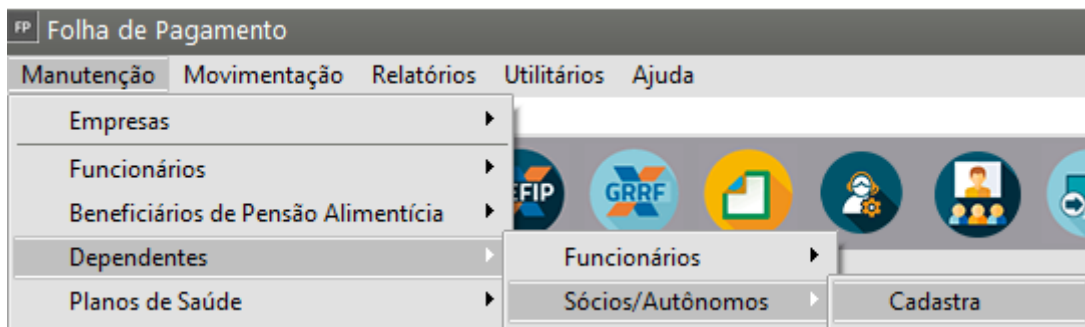 FP Folha de Pagamento
Manutenção Movimentação Relatórios Utilitários Ajuda
Empresas
Funcionários
Beneficiários de Pensão Alimentícia
EFIP GRRF
Dependentes Funcionários
Planos de Saúde Sócios/Autônomos Cadastra